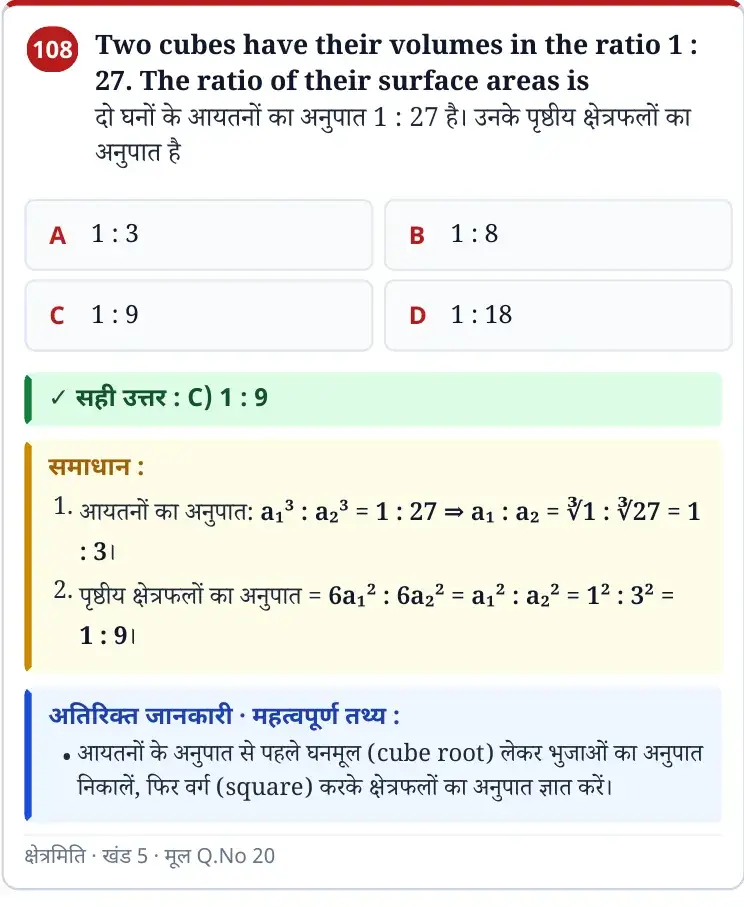 108
Two cubes have their volumes in the ratio 1 :
27. The ratio of their surface areas is
दो घनों के आयतनों का अनुपात 1 : 27 है। उनके पृष्ठीय क्षेत्रफलों का
अनुपात है
A 1 : 3
B 1 : 8
C 1 : 9
D 1 : 18
✓ सही उत्तर : C) 1 : 9
समाधान :
1. आयतनों का अनुपात: a₁³ : a₂³ = 1 : 27 ⇒ a₁ : a₂ = ∛1 : ∛27 = 1
: 3।
2. पृष्ठीय क्षेत्रफलों का अनुपात = 6a₁² : 6a₂² = a₁² : a₂² = 1² : 3² =
1 : 9।
अतिरिक्त जानकारी · महत्वपूर्ण तथ्य :
• आयतनों के अनुपात से पहले घनमूल (cube root) लेकर भुजाओं का अनुपात
निकालें, फिर वर्ग (square) करके क्षेत्रफलों का अनुपात ज्ञात करें।
क्षेत्रमिति · खंड 5 · मूल Q.No 20